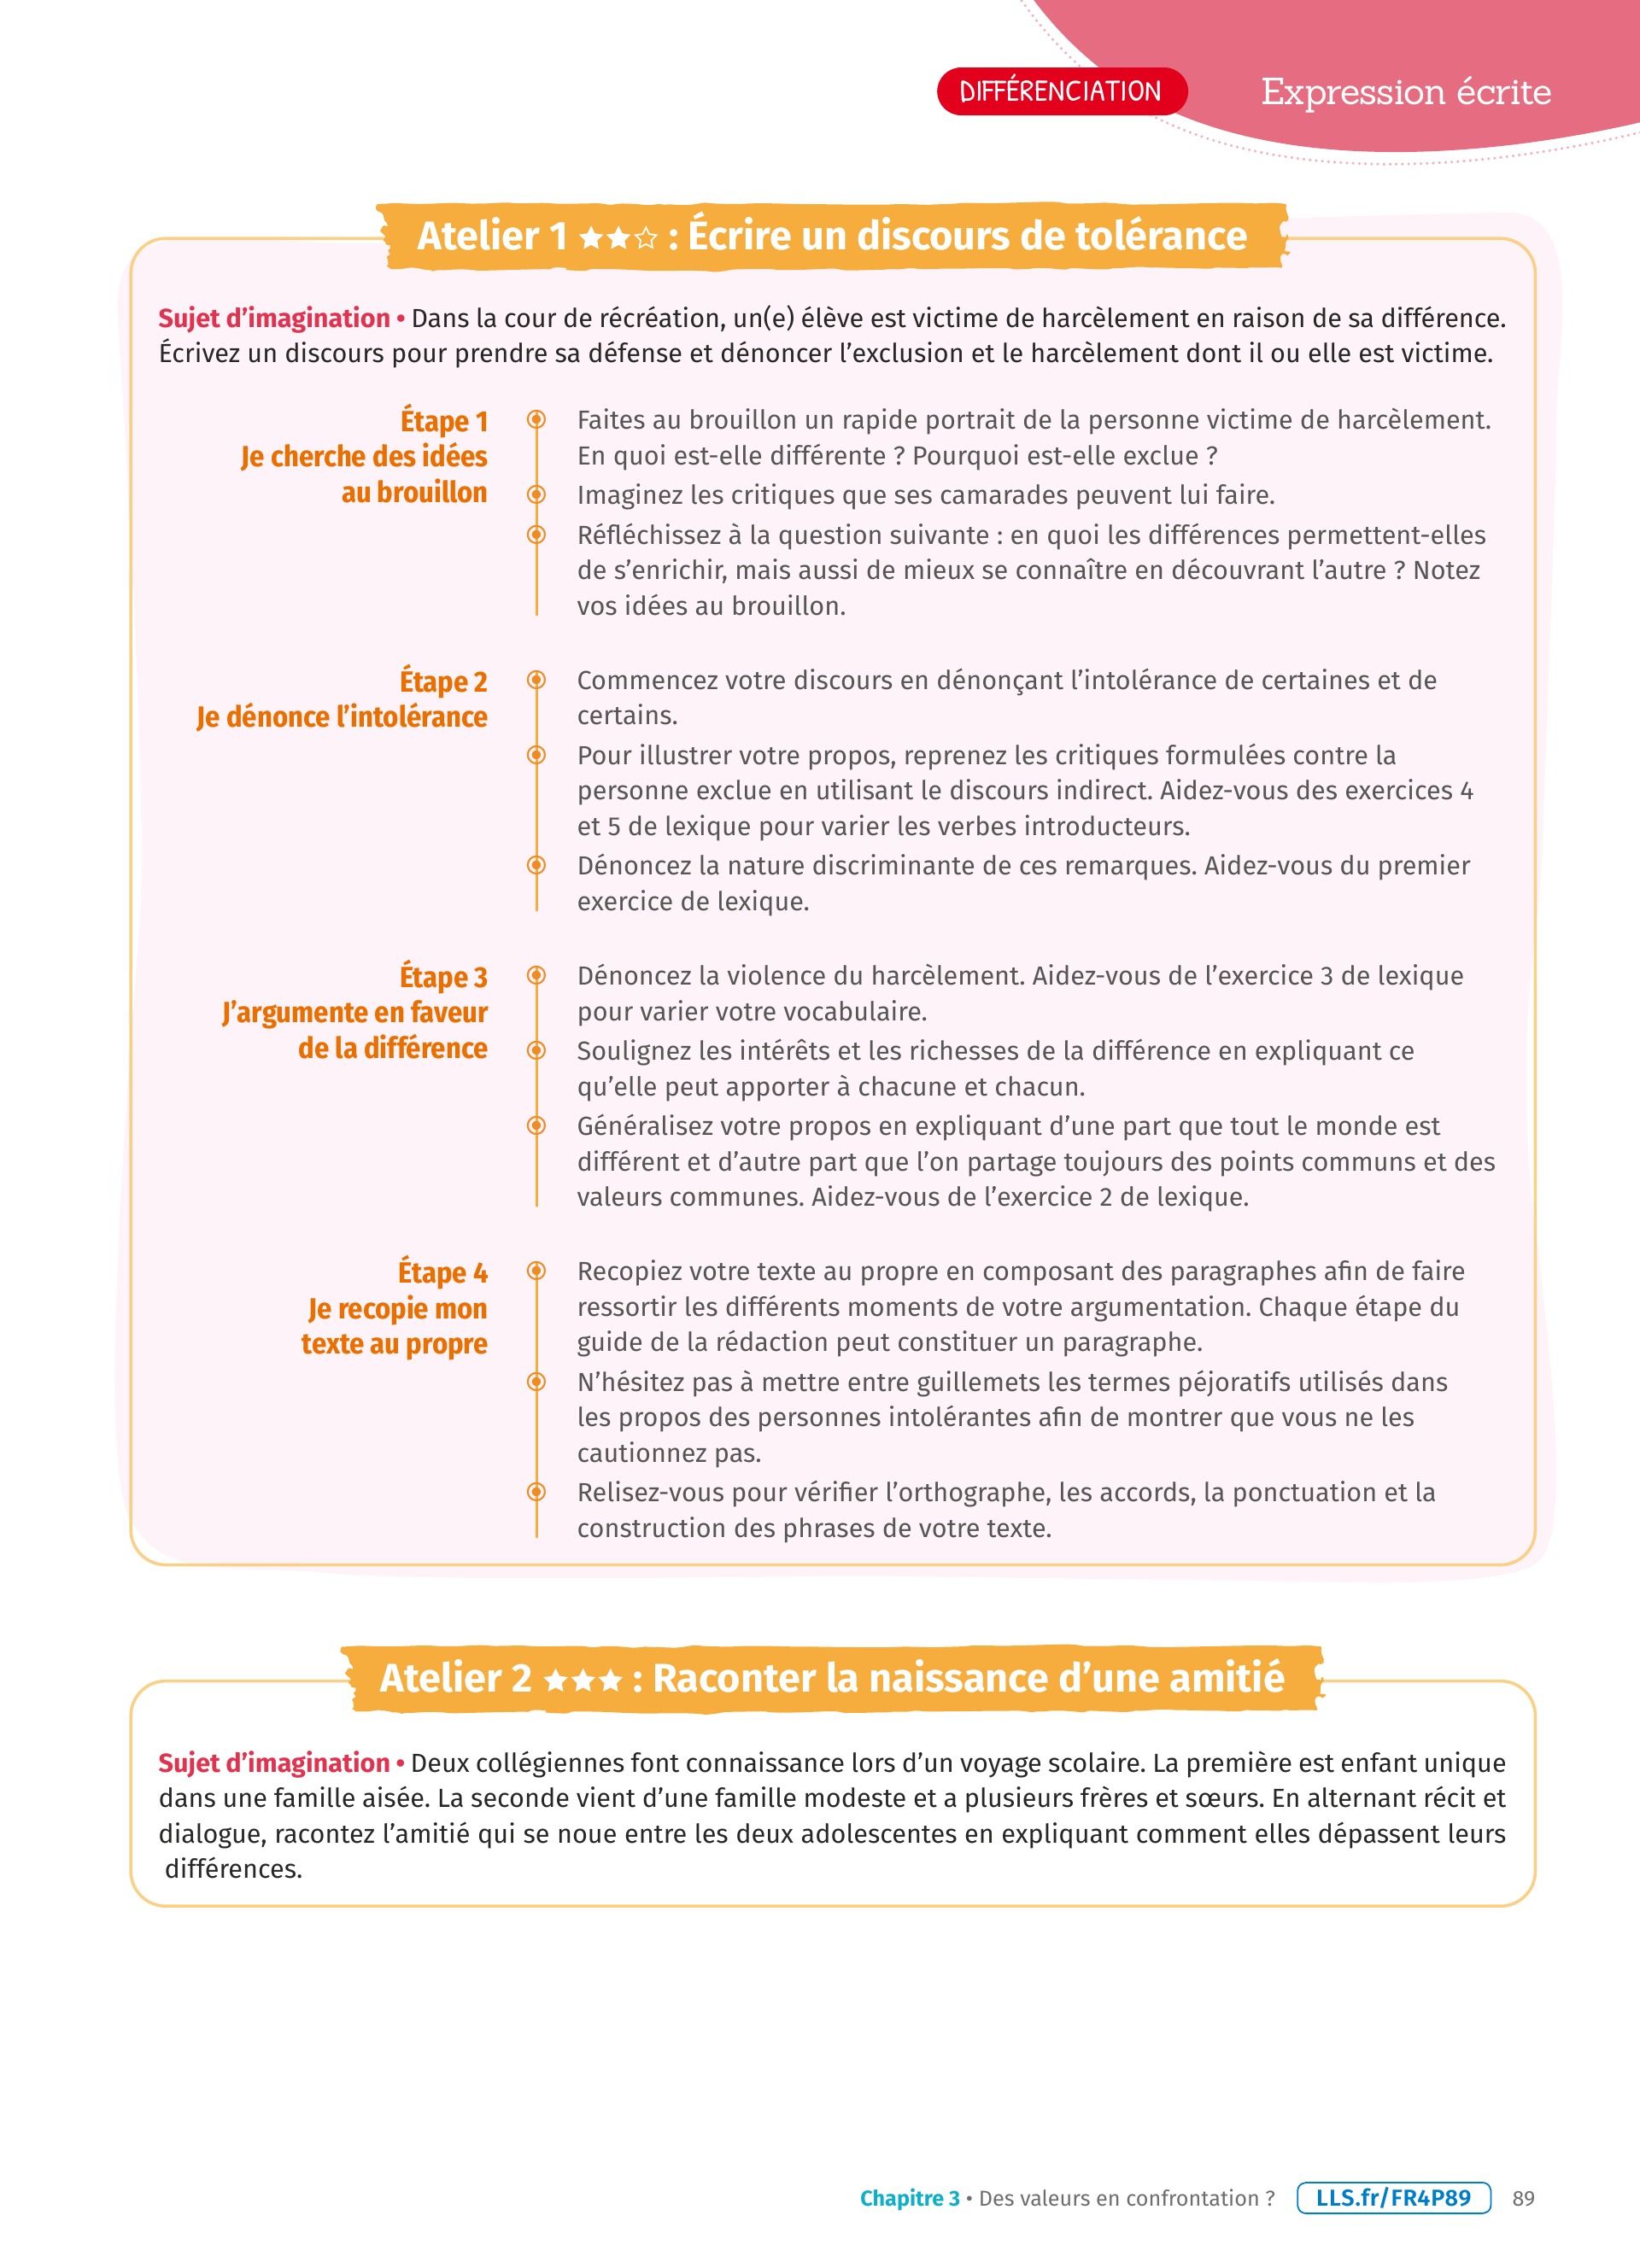 DIFFÉRENCIATION
Expression écrite
Atelier 1 ★★☆ : Écrire un discours de tolérance
Sujet d’imagination • Dans la cour de récréation, un(e) élève est victime de harcèlement en raison de sa différence.
Écrivez un discours pour prendre sa défense et dénoncer l’exclusion et le harcèlement dont il ou elle est victime.
Étape 1
Je cherche des idées
au brouillon
Faites au brouillon un rapide portrait de la personne victime de harcèlement.
En quoi est-elle différente ? Pourquoi est-elle exclue ?
Imaginez les critiques que ses camarades peuvent lui faire.
Réfléchissez à la question suivante : en quoi les différences permettent-elles
de s’enrichir, mais aussi de mieux se connaître en découvrant l’autre ? Notez
vos idées au brouillon.
Étape 2
Je dénonce l’intolérance
Commencez votre discours en dénonçant l’intolérance de certaines et de
certains.
Pour illustrer votre propos, reprenez les critiques formulées contre la
personne exclue en utilisant le discours indirect. Aidez-vous des exercices 4
et 5 de lexique pour varier les verbes introducteurs.
Dénoncez la nature discriminante de ces remarques. Aidez-vous du premier
exercice de lexique.
Étape 3
J’argumente en faveur
de la différence
Dénoncez la violence du harcèlement. Aidez-vous de l’exercice 3 de lexique
pour varier votre vocabulaire.
Soulignez les intérêts et les richesses de la différence en expliquant ce
qu’elle peut apporter à chacune et chacun.
Généralisez votre propos en expliquant d’une part que tout le monde est
différent et d’autre part que l’on partage toujours des points communs et des
valeurs communes. Aidez-vous de l’exercice 2 de lexique.
Étape 4
Je recopie mon
texte au propre
Recopiez votre texte au propre en composant des paragraphes afin de faire
ressortir les différents moments de votre argumentation. Chaque étape du
guide de la rédaction peut constituer un paragraphe.
N’hésitez pas à mettre entre guillemets les termes péjoratifs utilisés dans
les propos des personnes intolérantes afin de montrer que vous ne les
cautionnez pas.
Relisez-vous pour vérifier l’orthographe, les accords, la ponctuation et la
construction des phrases de votre texte.
Atelier 2 ★★★ : Raconter la naissance d’une amitié
Sujet d’imagination • Deux collégiennes font connaissance lors d’un voyage scolaire. La première est enfant unique
dans une famille aisée. La seconde vient d’une famille modeste et a plusieurs frères et sœurs. En alternant récit et
dialogue, racontez l’amitié qui se noue entre les deux adolescentes en expliquant comment elles dépassent leurs
différences.
Chapitre 3 • Des valeurs en confrontation ? LLS.fr/FR4P89 89